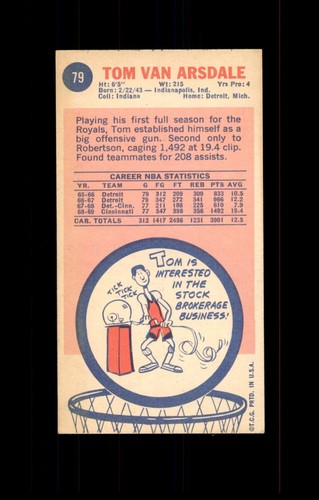 79
TOM VAN ARSDALE
Ht: 6'5" Wt: 215 Yrs Pro: 4
Born: 2/22/43 — Indianapolis, Ind.
Coll: Indiana Home: Detroit, Mich.
Playing his first full season for the
Royals, Tom established himself as a
big offensive gun. Second only to
Robertson, caging 1,492 at 19.4 clip.
Found teammates for 208 assists.
CAREER NBA STATISTICS
YR. TEAM G FG FT REB PTS AVG
65-66 Detroit 79 312 209 309 833 10.5
66-67 Detroit 79 347 272 341 966 12.2
67-68 Det.-Cinn. 77 211 188 225 610 7.9
68-69 Cincinnati 77 547 398 356 1492 19.4
CAR. TOTALS 312 1417 1231 3901 12.5
TOM IS
INTERESTED
IN THE
STOCK
BROKERAGE
BUSINESS!
TICK
TICK
TICK
©T.C.G. PRTD. IN U.S.A.